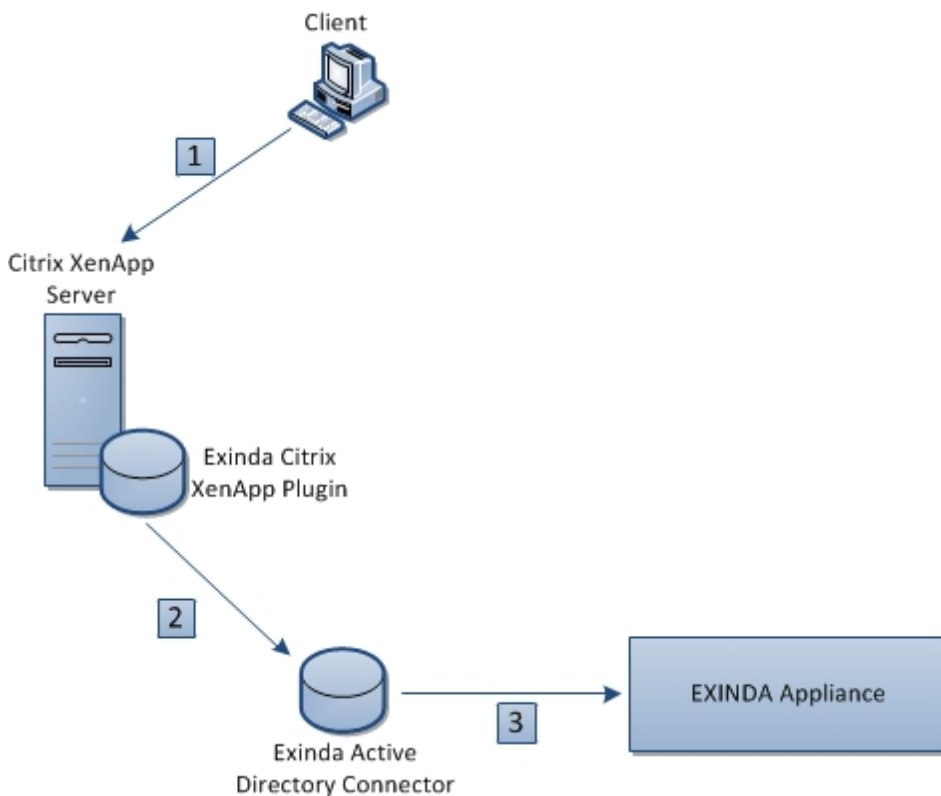 Client
1
Citrix XenApp
Server
Exinda Citrix
XenApp Plugin
2
3
EXINDA Appliance
Exinda Active
Directory Connector